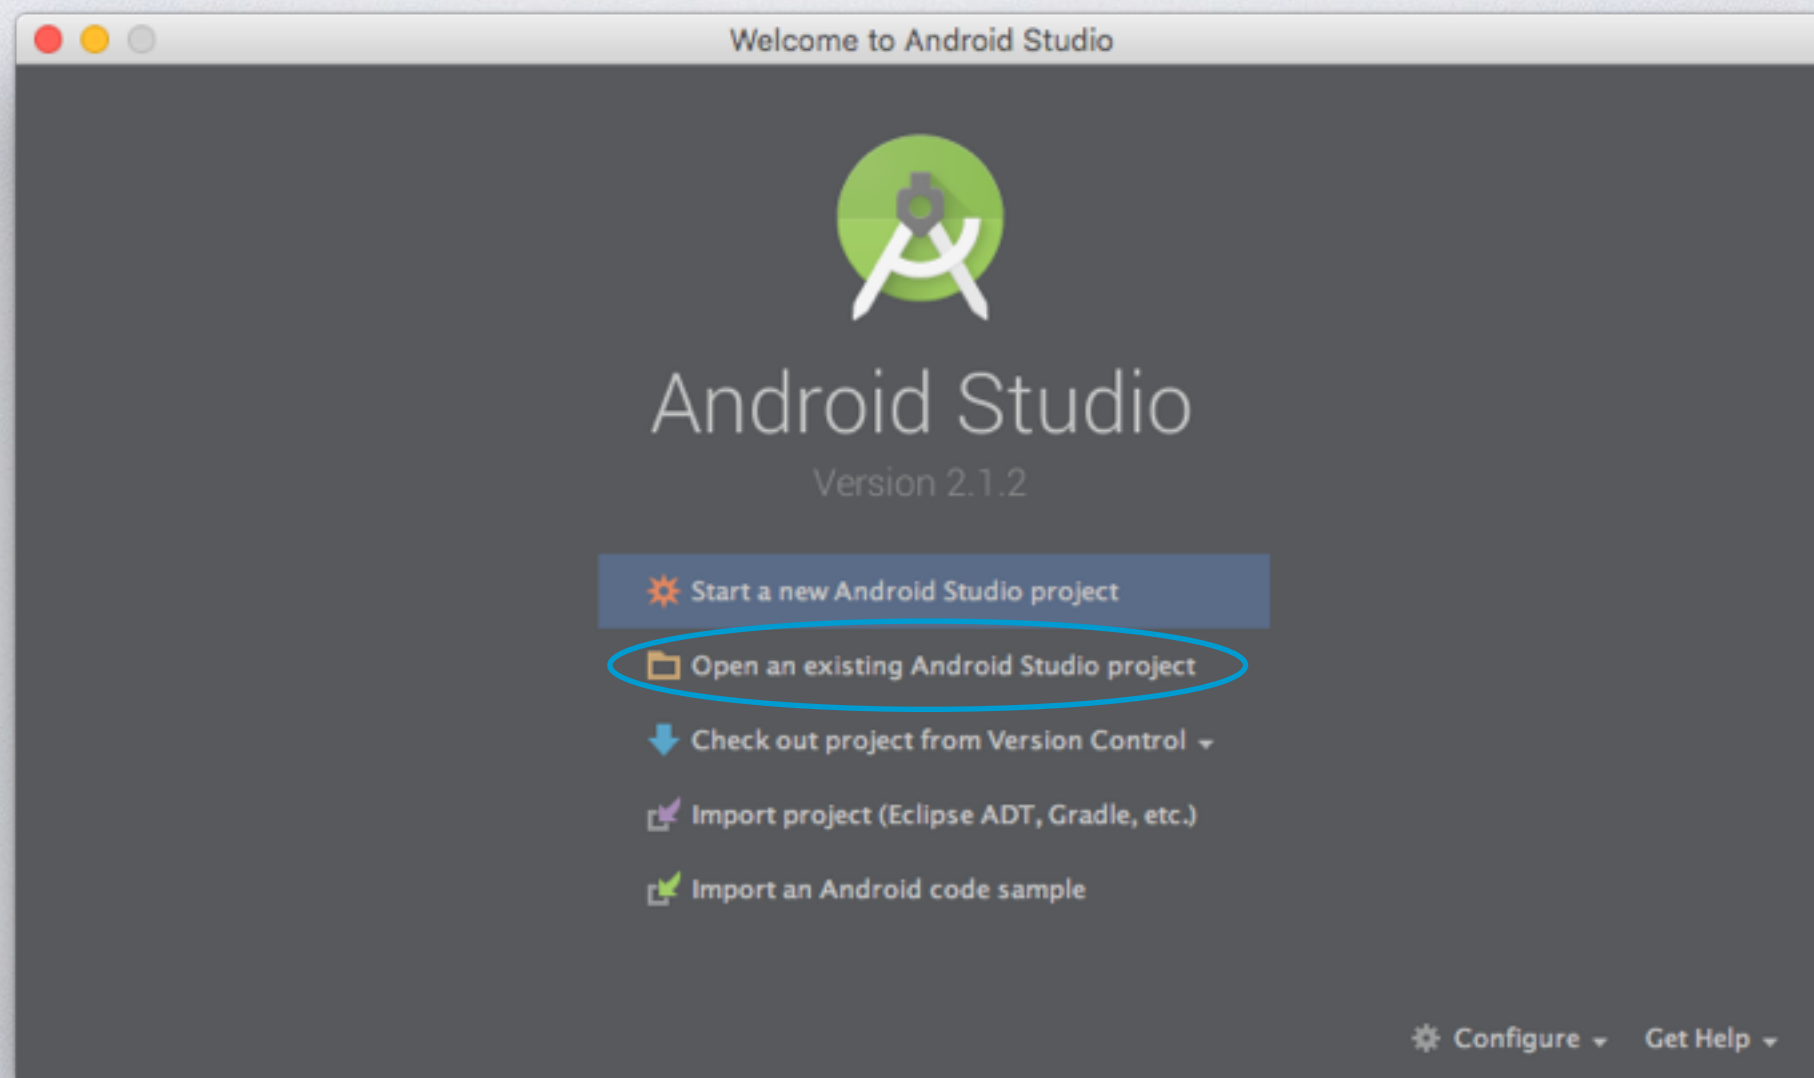 Welcome to Android Studio
Android Studio
Version 2.1.2
Start a new Android Studio project
Open an existing Android Studio project
Check out project from Version Control
Import project (Eclipse ADT, Gradle, etc.)
Import an Android code sample
Configure
Get Help